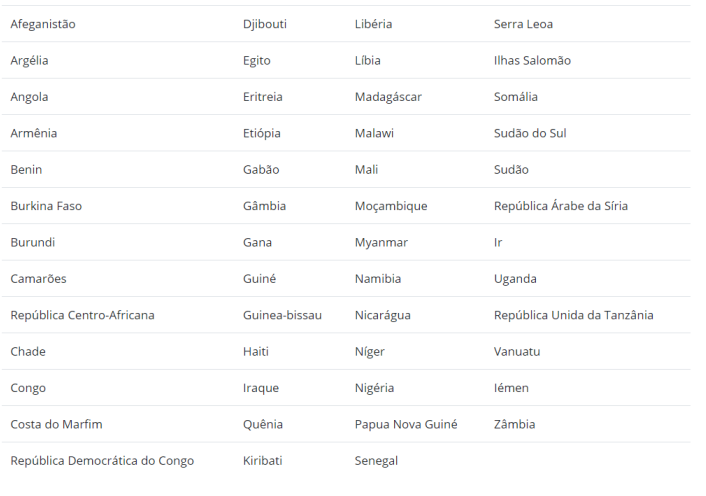 Afeganistão Djibouti Libéria Serra Leoa
Argélia Egito Líbia Ilhas Salomão
Angola Eritreia Madagáscar Somália
Armênia Etiópia Malawi Sudão do Sul
Benin Gabão Mali Sudão
Burkina Faso Gâmbia Moçambique República Árabe da Síria
Burundi Gana Myanmar Ir
Camarões Guiné Namibia Uganda
República Centro-Africana Guinea-bissau Nicarágua República Unida da Tanzânia
Chade Haiti Níger Vanuatu
Congo Iraque Nigéria Iémen
Costa do Marfim Quênia Papua Nova Guiné Zâmbia
República Democrática do Congo Kiribati Senegal